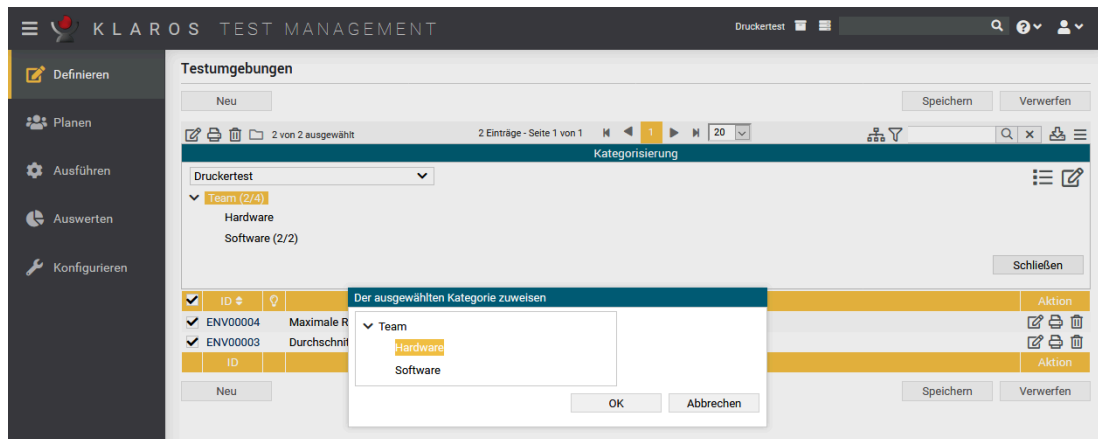 KLAROS TEST MANAGEMENT
Druckertest
Definieren
Planen
Ausführen
Auswerten
Konfigurieren
Testumgebungen
Neu
Speichern
Verwerfen
2 von 2 ausgewählt
2 Einträge - Seite 1 von 1
1
20
Kategorisierung
Druckertest
Team (2/4)
Hardware
Software (2/2)
Schließen
ID
Aktion
ENV00004
Maximale R
ENV00003
Durchschnit
ID
Aktion
Der ausgewählten Kategorie zuweisen
Team
Hardware
Software
OK
Abbrechen
Neu
Speichern
Verwerfen